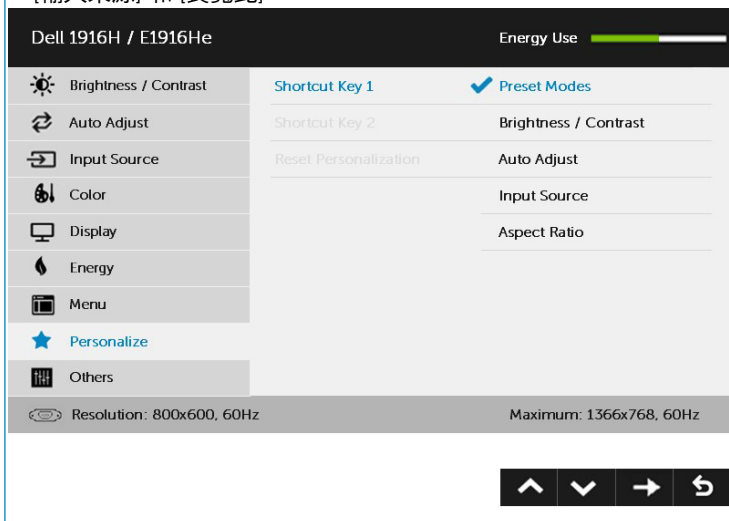 Dell 1916H / E1916He
Energy Use
Brightness / Contrast
Shortcut Key 1
Preset Modes
Auto Adjust
Shortcut Key 2
Brightness / Contrast
Input Source
Reset Personalization
Auto Adjust
Color
Input Source
Display
Aspect Ratio
Energy
Menu
Personalize
Others
Resolution: 800x600, 60Hz
Maximum: 1366x768, 60Hz